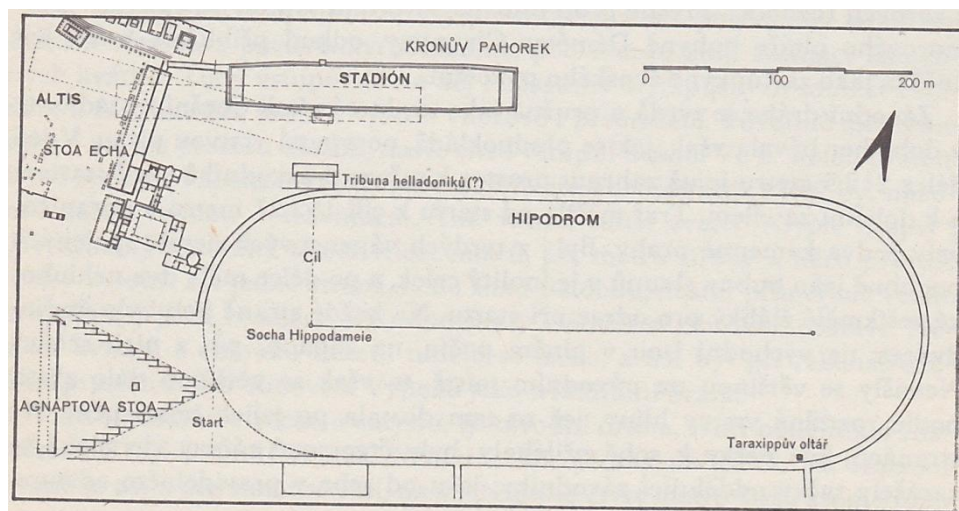 KRONŮV PAHOREK
STADIÓN
0 100 200 m
ALTIS
STOA ECHA
Tribuna helladoniků(?)
HIPODROM
Cíl
Socha Hippodameie
AGNAPTOVA STOA
Start
Taraxippův oltář